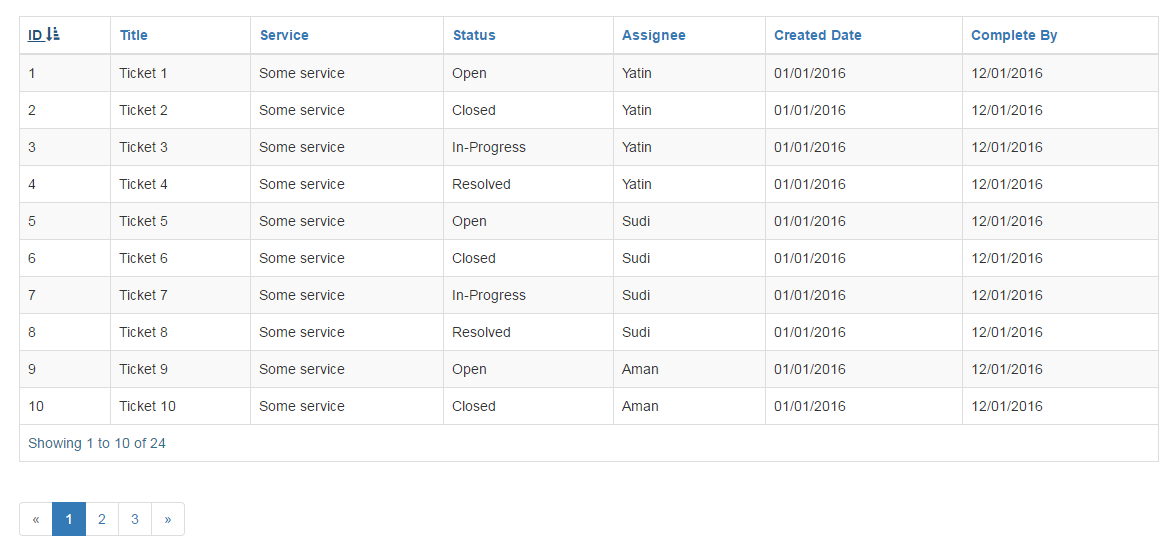 ID Title Service Status Assignee Created Date Complete By
1 Ticket 1 Some service Open Yatin 01/01/2016 12/01/2016
2 Ticket 2 Some service Closed Yatin 01/01/2016 12/01/2016
3 Ticket 3 Some service In-Progress Yatin 01/01/2016 12/01/2016
4 Ticket 4 Some service Resolved Yatin 01/01/2016 12/01/2016
5 Ticket 5 Some service Open Sudi 01/01/2016 12/01/2016
6 Ticket 6 Some service Closed Sudi 01/01/2016 12/01/2016
7 Ticket 7 Some service In-Progress Sudi 01/01/2016 12/01/2016
8 Ticket 8 Some service Resolved Sudi 01/01/2016 12/01/2016
9 Ticket 9 Some service Open Aman 01/01/2016 12/01/2016
10 Ticket 10 Some service Closed Aman 01/01/2016 12/01/2016
Showing 1 to 10 of 24
« 1 2 3 »